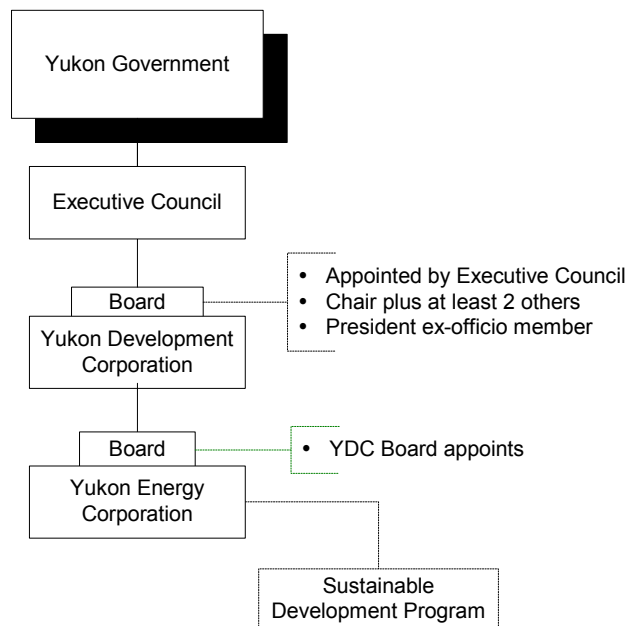 Yukon Government
Executive Council
Board
• Appointed by Executive Council
• Chair plus at least 2 others
• President ex-officio member
Yukon Development
Corporation
Board
• YDC Board appoints
Yukon Energy
Corporation
Sustainable
Development Program